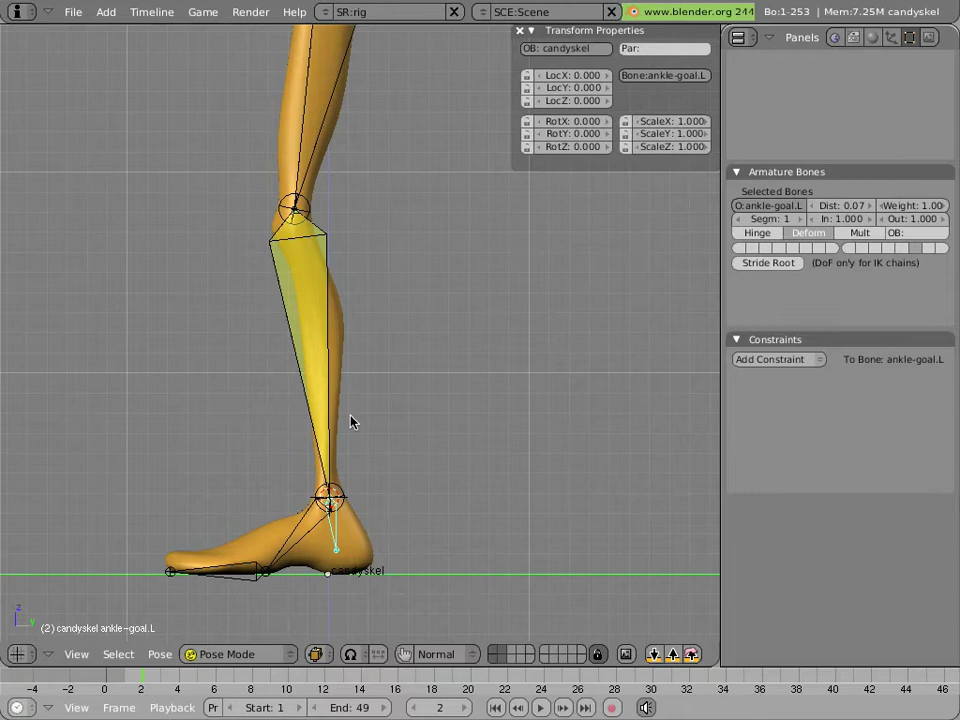 File Add Timeline Game Render Help SR:rig SCE:Scene www.blender.org 244 Bo:1-253 | Mem:7.25M candyskel
Transform Properties
OB: candyskel Par:
LocX: 0.000 Bone:ankle-goal.L
LocY: 0.000
LocZ: 0.000
RotX: 0.000 ScaleX: 1.000
RotY: 0.000 ScaleY: 1.000
RotZ: 0.000 ScaleZ: 1.000
Panels
Armature Bones
Selected Bones
O:ankle-goal.L Dist: 0.07 Weight: 1.00
Segm: 1 In: 1.000 Out: 1.000
Hinge Deform Mult OB:
Stride Root (DoF only for IK chains)
Constraints
Add Constraint To Bone: ankle-goal.L
candyskel
z
y
(2) candyskel ankle-goal.L
View Select Pose Pose Mode Normal
-4 -2 0 2 4 6 8 10 12 14 16 18 20 22 24 26 28 30 32 34 36 38 40 42 44 46
View Frame Playback Pr Start: 1 End: 49 2